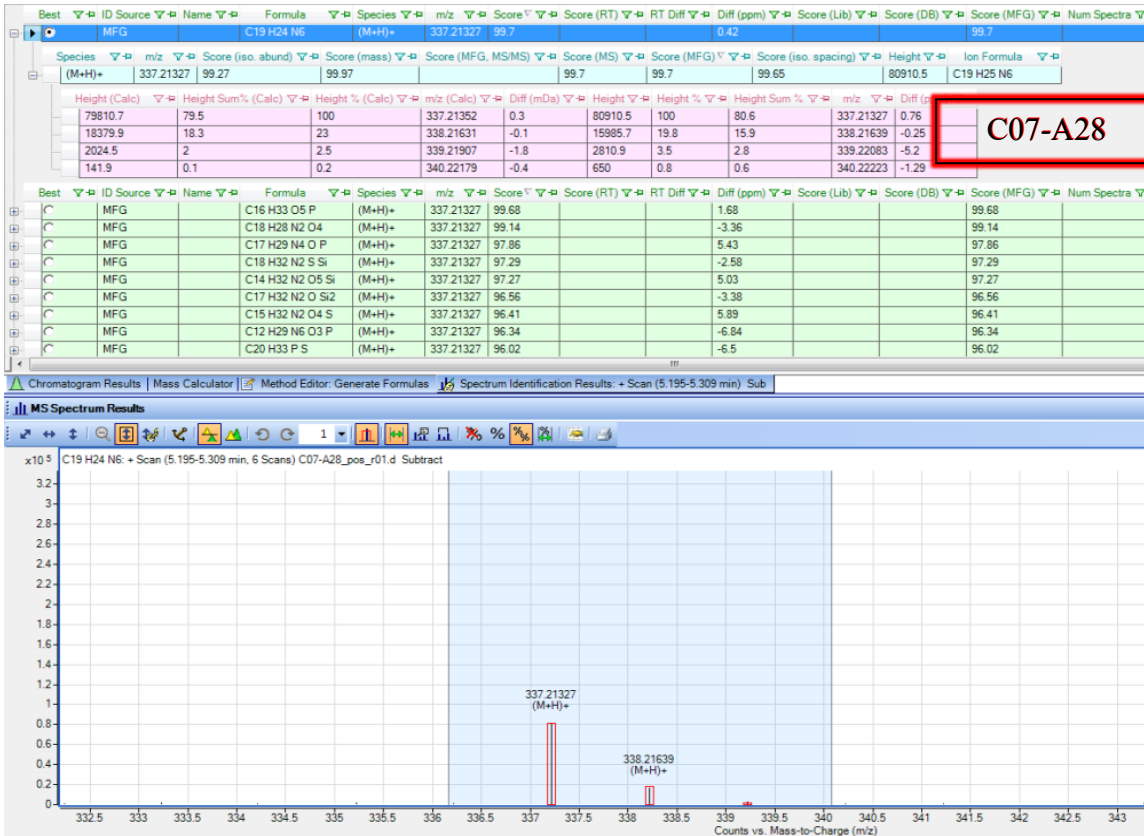 Best ID Source Name Formula Species m/z Score Score (RT) RT Diff Diff (ppm) Score (Lib) Score (DB) Score (MFG) Num Spectra
MFG C19 H24 N6 (M+H)+ 337.21327 99.7 0.42 99.7
Species m/z Score (iso. abund) Score (mass) Score (MFG, MS/MS) Score (MS) Score (MFG) Score (iso. spacing) Height Ion Formula
(M+H)+ 337.21327 99.27 99.97 99.7 99.7 99.65 80910.5 C19 H25 N6
Height (Calc) Height Sum% (Calc) Height % (Calc) m/z (Calc) Diff (mDa) Height Height % Height Sum % m/z Diff (p
79810.7 79.5 100 337.21352 0.3 80910.5 100 80.6 337.21327 0.76
18379.9 18.3 23 338.21631 -0.1 15985.7 19.8 15.9 338.21639 -0.25
2024.5 2 2.5 339.21907 -1.8 2810.9 3.5 2.8 339.22083 -5.2
141.9 0.1 0.2 340.22179 -0.4 650 0.8 0.6 340.22223 -1.29
C07-A28
Best ID Source Name Formula Species m/z Score Score (RT) RT Diff Diff (ppm) Score (Lib) Score (DB) Score (MFG) Num Spectra
MFG C16 H33 O5 P (M+H)+ 337.21327 99.68 1.68 99.68
MFG C18 H28 N2 O4 (M+H)+ 337.21327 99.14 -3.36 99.14
MFG C17 H29 N4 O P (M+H)+ 337.21327 97.86 5.43 97.86
MFG C18 H32 N2 S Si (M+H)+ 337.21327 97.29 -2.58 97.29
MFG C14 H32 N2 O5 Si (M+H)+ 337.21327 97.27 5.03 97.27
MFG C17 H32 N2 O Si2 (M+H)+ 337.21327 96.56 -3.38 96.56
MFG C15 H32 N2 O4 S (M+H)+ 337.21327 96.41 5.89 96.41
MFG C12 H29 N6 O3 P (M+H)+ 337.21327 96.34 -6.84 96.34
MFG C20 H33 P S (M+H)+ 337.21327 96.02 -6.5 96.02
Chromatogram Results Mass Calculator Method Editor: Generate Formulas Spectrum Identification Results: + Scan (5.195-5.309 min) Sub
MS Spectrum Results
1
x10 5 C19 H24 N6: + Scan (5.195-5.309 min, 6 Scans) C07-A28_pos_r01.d Subtract
3.2
3
2.8
2.6
2.4
2.2
2
1.8
1.6
1.4
1.2
1
0.8
0.6
0.4
0.2
0
337.21327
(M+H)+
338.21639
(M+H)+
332.5 333 333.5 334 334.5 335 335.5 336 336.5 337 337.5 338 338.5 339 339.5 340 340.5 341 341.5 342 342.5 343
Counts vs. Mass-to-Charge (m/z)